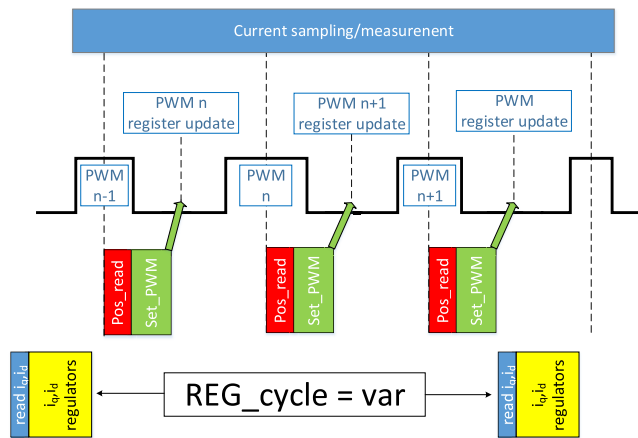 Current sampling/measurenent
PWM n
register update
PWM n+1
register update
PWM
register update
PWM
n-1
PWM
n
PWM
n+1
Pos_read
Set_PWM
Pos_read
Set_PWM
Pos_read
Set_PWM
read iq,id
iq,id
regulators
REG_cycle = var
read iq,id
iq,id
regulators